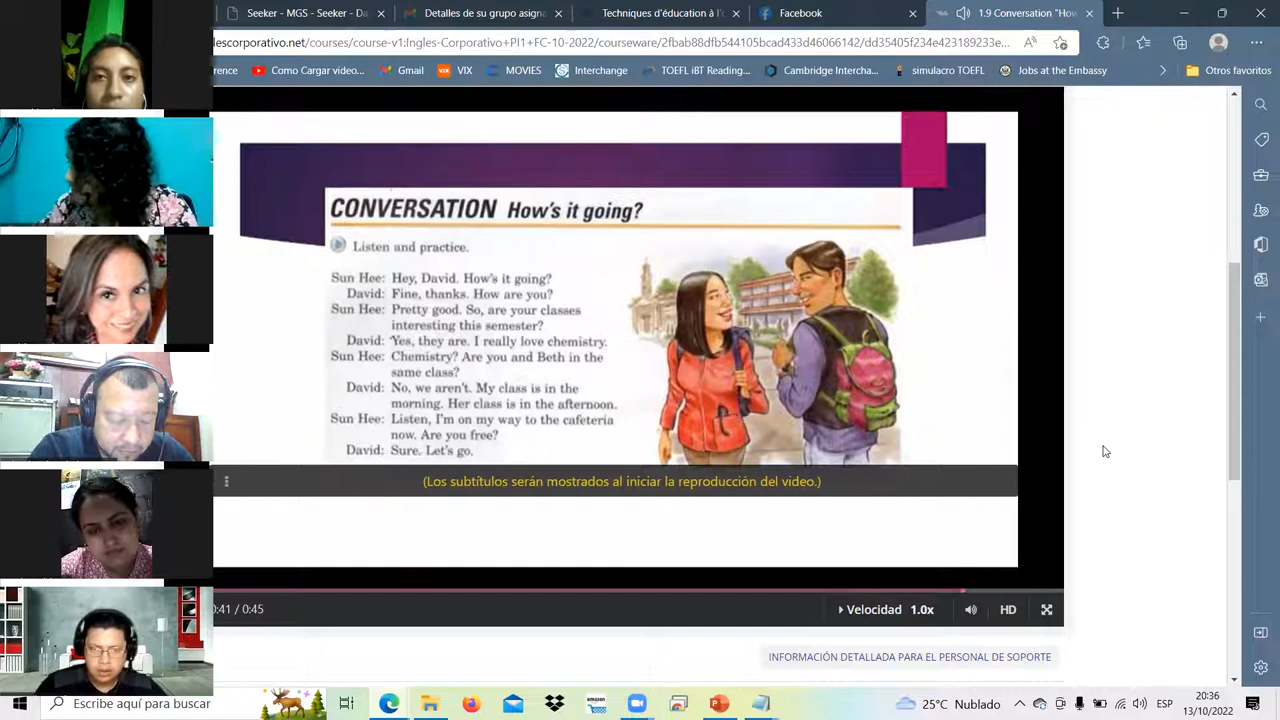 Seeker - MGS - Seeker - Da
Detalles de su grupo asigna
Techniques d'éducation à l'c
Facebook
1.9 Conversation "How
lescorporativo.net/courses/course-v1:Ingles-Corporativo+PI1+FC-10-2022/courseware/2fbab88dfb544105bcad433d46066142/dd35405f234e423189233e...
rence
Como Cargar vídeo...
Gmail
VIX
MOVIES
Interchange
TOEFL iBT Reading...
Cambridge Intercha...
simulacro TOEFL
Jobs at the Embassy
Otros favoritos
CONVERSATION How's it going?
Listen and practice.
Sun Hee: Hey, David. How's it going?
David: Fine, thanks. How are you?
Sun Hee: Pretty good. So, are your classes
interesting this semester?
David: Yes, they are. I really love chemistry.
Sun Hee: Chemistry? Are you and Beth in the
same class?
David: No, we aren't. My class is in the
morning. Her class is in the afternoon.
Sun Hee: Listen, I'm on my way to the cafeteria
now. Are you free?
David: Sure. Let's go.
(Los subtítulos serán mostrados al iniciar la reproducción del video.)
0:41 / 0:45
Velocidad 1.0x
HD
INFORMACIÓN DETALLADA PARA EL PERSONAL DE SOPORTE
Escribe aquí para buscar
amazon
25°C Nublado
ESP
20:36
13/10/2022